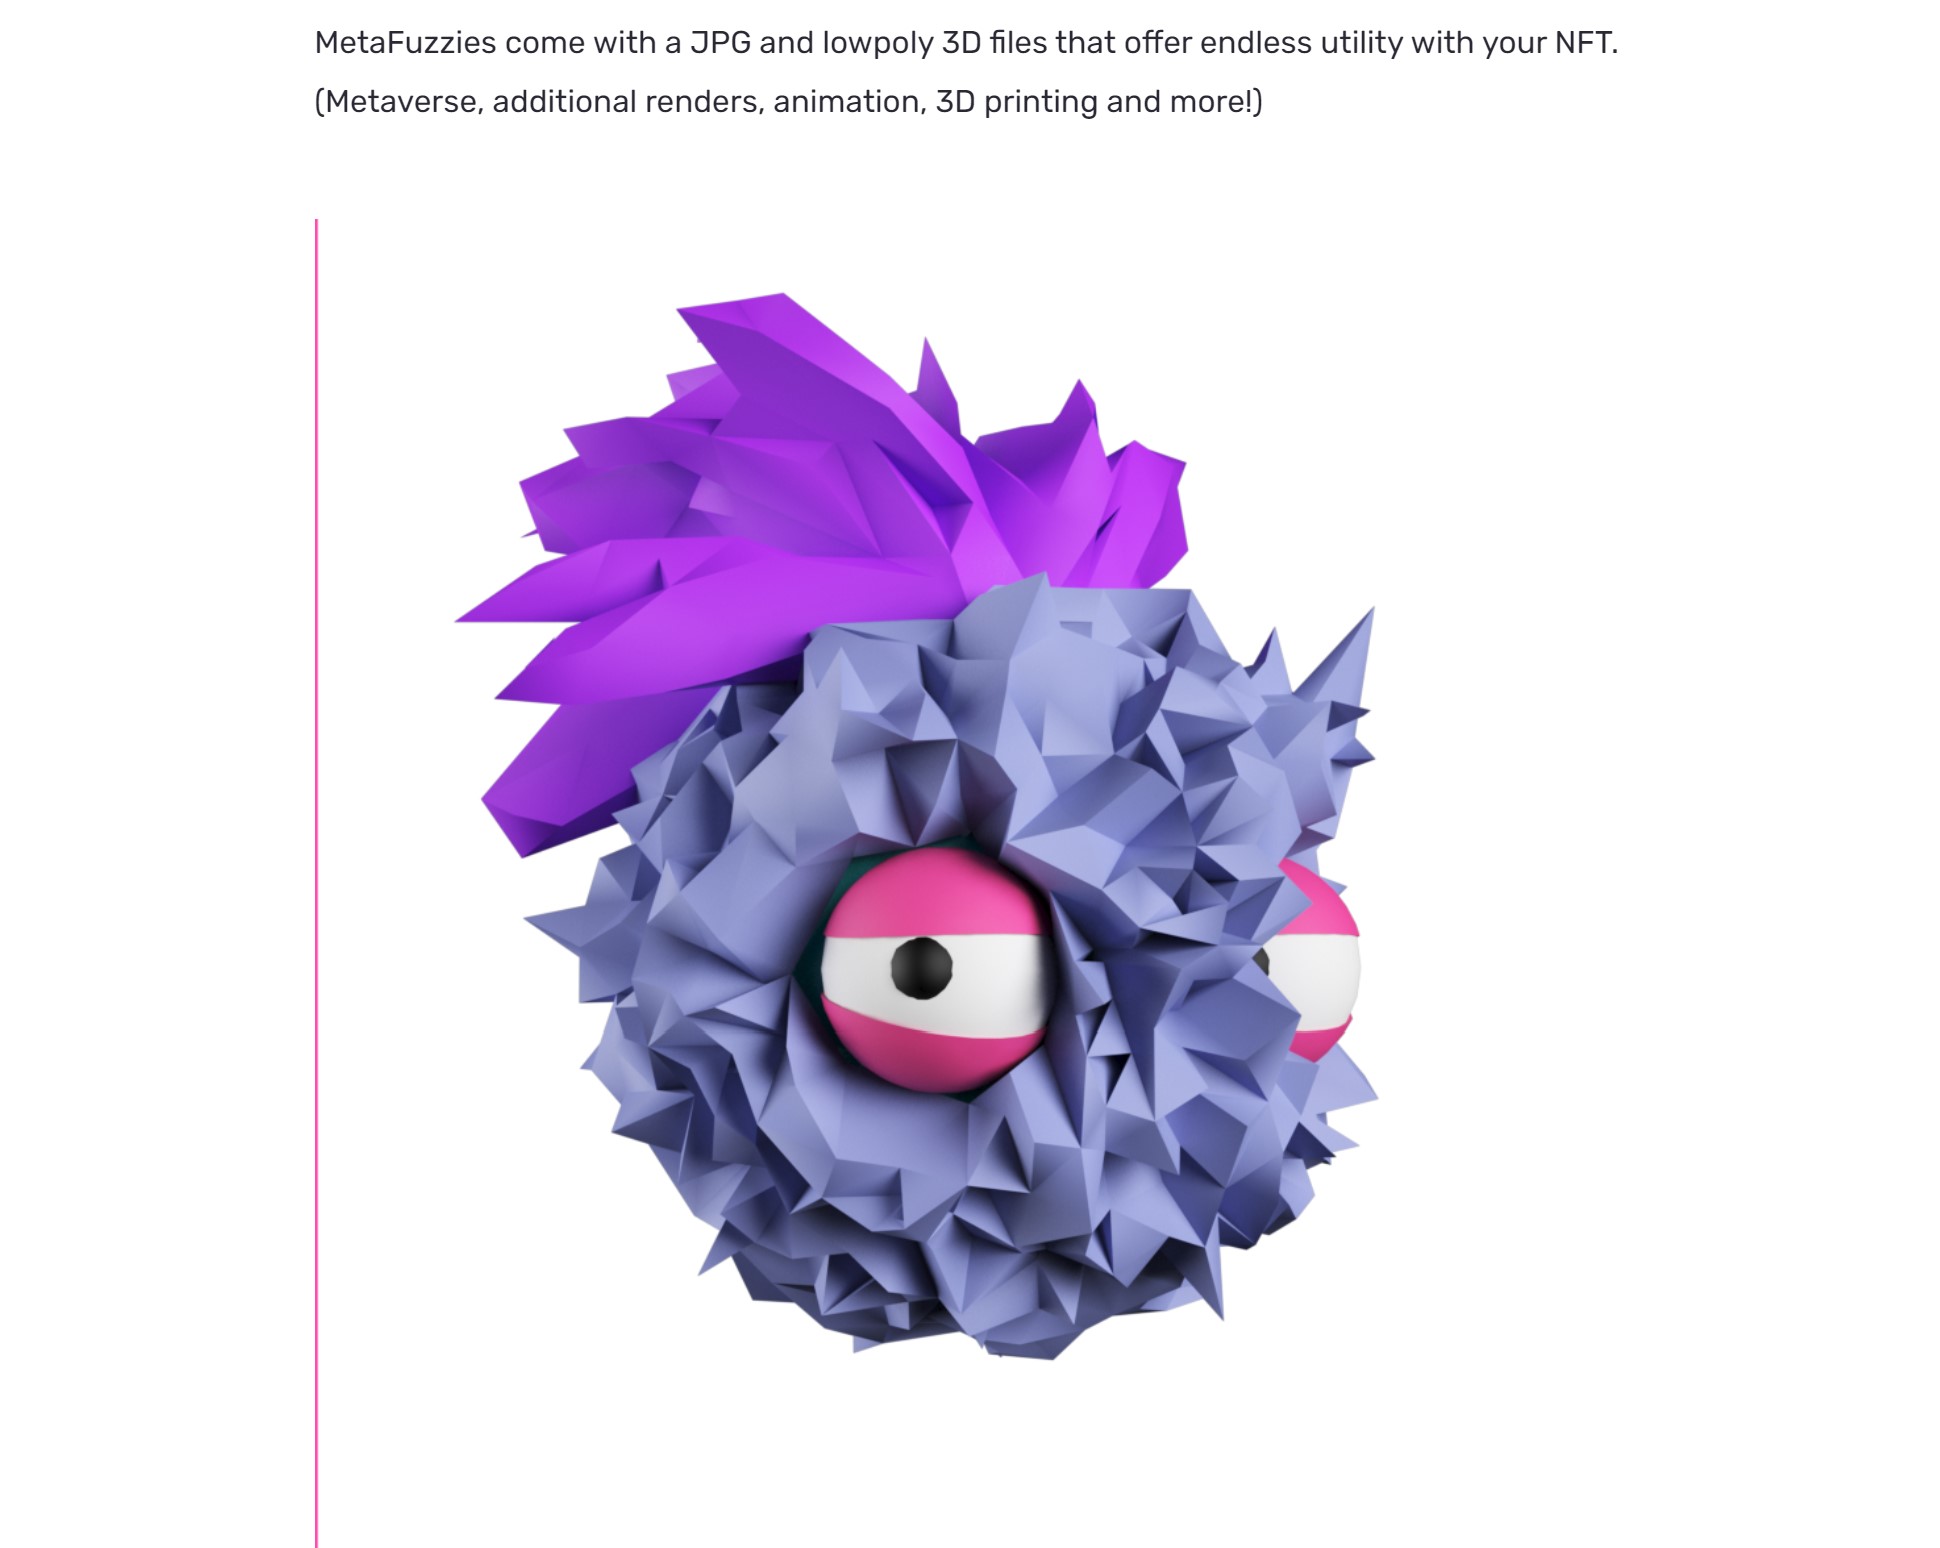 MetaFuzzies come with a JPG and lowpoly 3D files that offer endless utility with your NFT.
(Metaverse, additional renders, animation, 3D printing and more!)